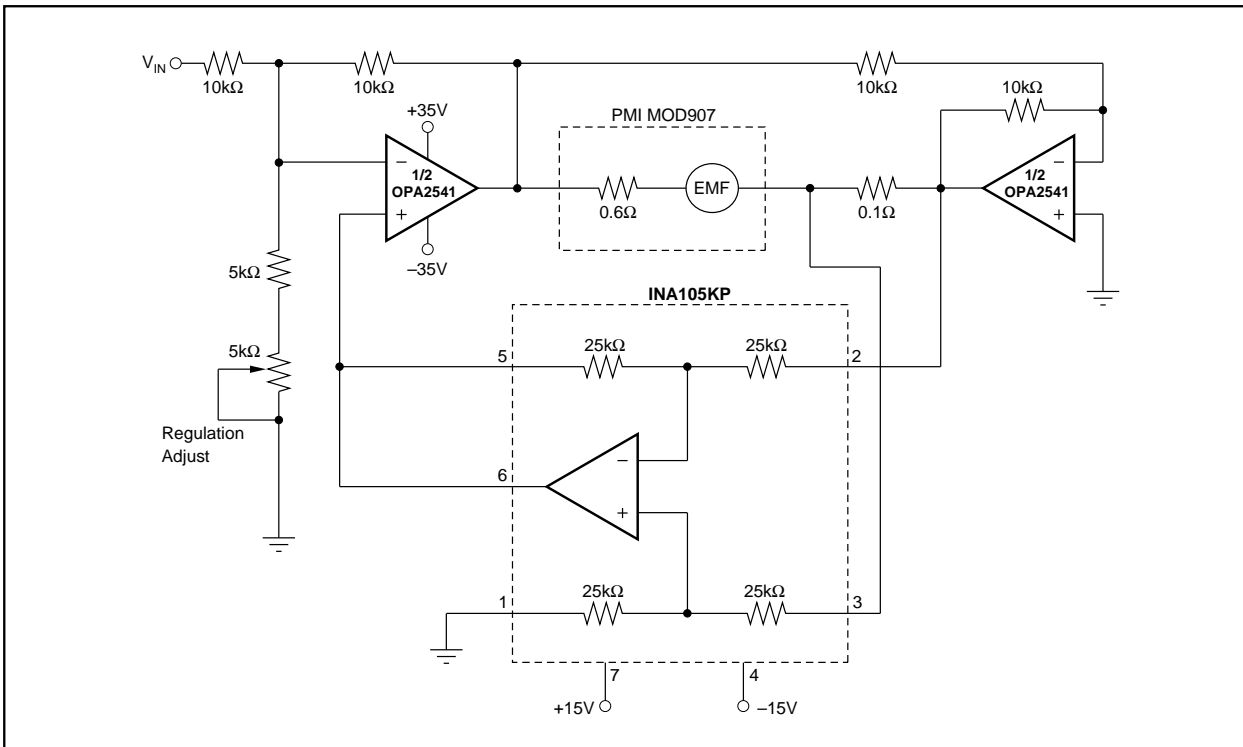 V_IN
10kΩ
10kΩ
10kΩ
10kΩ
+35V
PMI MOD907
–
1/2
OPA2541
+
–35V
0.6Ω
EMF
0.1Ω
–
1/2
OPA2541
+
5kΩ
INA105KP
5kΩ
5
25kΩ
25kΩ
2
Regulation
Adjust
6
–
+
1
25kΩ
25kΩ
3
7
4
+15V
–15V